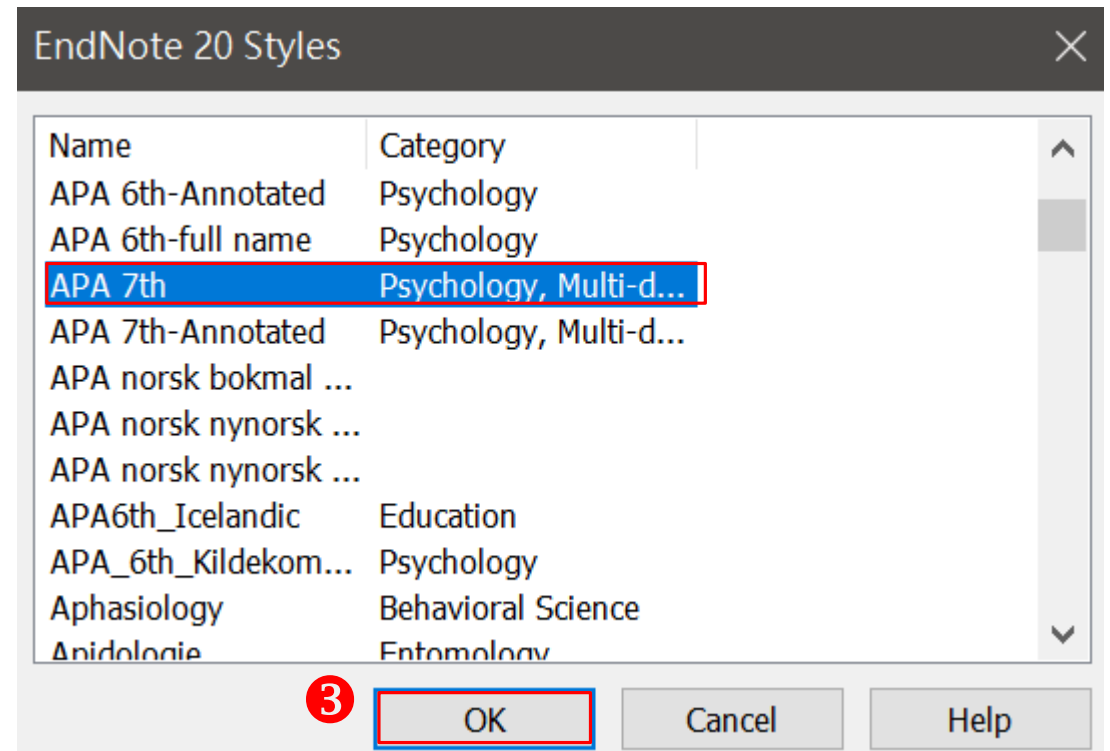 EndNote 20 Styles
Name Category
APA 6th-Annotated Psychology
APA 6th-full name Psychology
APA 7th Psychology, Multi-d...
APA 7th-Annotated Psychology, Multi-d...
APA norsk bokmal ...
APA norsk nynorsk ...
APA norsk nynorsk ...
APA6th_Icelandic Education
APA_6th_Kildekom... Psychology
Aphasiology Behavioral Science
Apidologie Entomology
3 OK Cancel Help